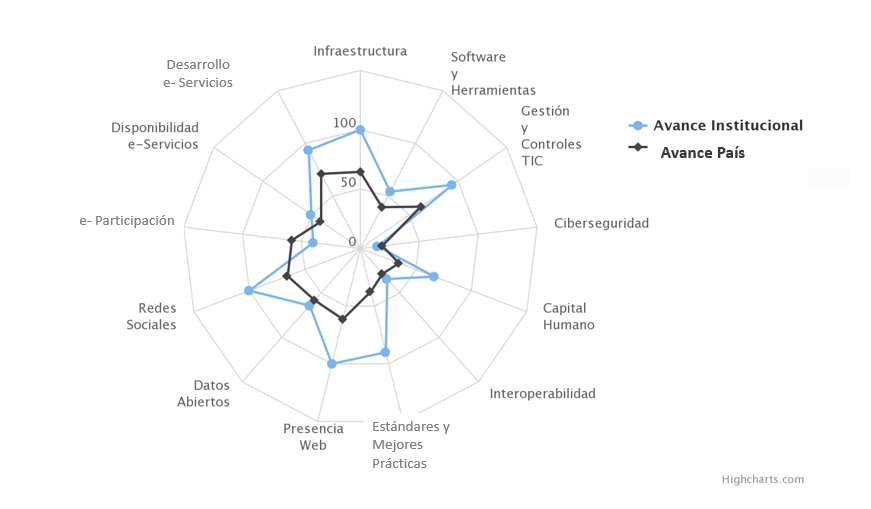 Infraestructura
Software
y
Herramientas
Gestión
y
Controles
TIC
Ciberseguridad
Capital
Humano
Interoperabilidad
Estándares y
Mejores
Prácticas
Presencia
Web
Datos
Abiertos
Redes
Sociales
e- Participación
Disponibilidad
e-Servicios
Desarrollo
e- Servicios
100
50
0
Avance Institucional
Avance País
Highcharts.com